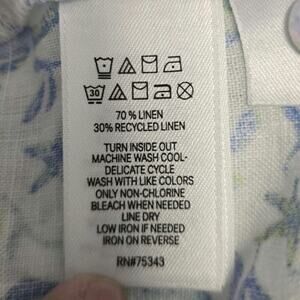 30
70% LINEN
30% RECYCLED LINEN
TURN INSIDE OUT
MACHINE WASH COOL-
DELICATE CYCLE
WASH WITH LIKE COLORS
ONLY NON-CHLORINE
BLEACH WHEN NEEDED
LINE DRY
LOW IRON IF NEEDED
IRON ON REVERSE
RN#75343